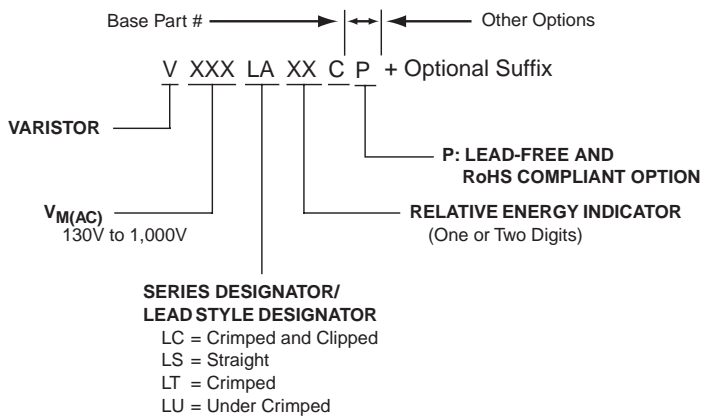 Base Part #
Other Options
V XXX LA XX C P + Optional Suffix
VARISTOR
P: LEAD-FREE AND
RoHS COMPLIANT OPTION
VM(AC)
130V to 1,000V
RELATIVE ENERGY INDICATOR
(One or Two Digits)
SERIES DESIGNATOR/
LEAD STYLE DESIGNATOR
LC = Crimped and Clipped
LS = Straight
LT = Crimped
LU = Under Crimped